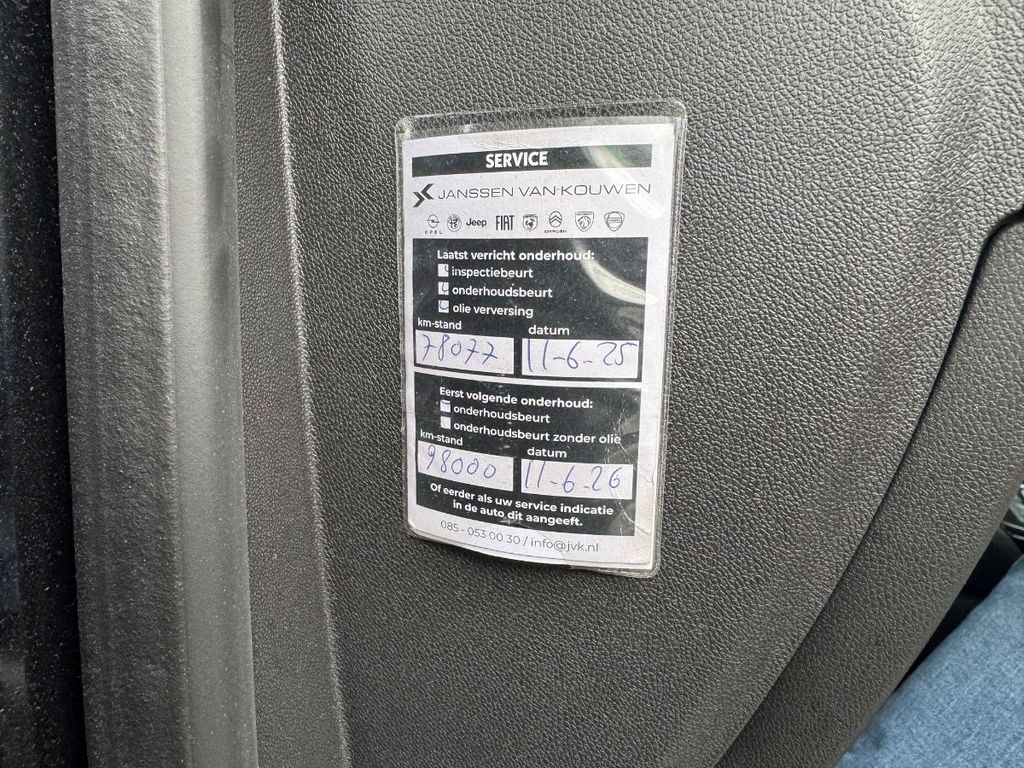 SERVICE
JANSSEN VAN KOUWEN
OPEL Jeep FIAT CITROËN
Laatst verricht onderhoud:
inspectiebeurt
onderhoudsbeurt
olie verversing
km-stand datum
78077 11-6-25
Eerst volgende onderhoud:
onderhoudsbeurt
onderhoudsbeurt zonder olie
km-stand datum
98000 11-6-26
Of eerder als uw service indicatie
in de auto dit aangeeft.
085 - 053 00 30 / info@jvk.nl